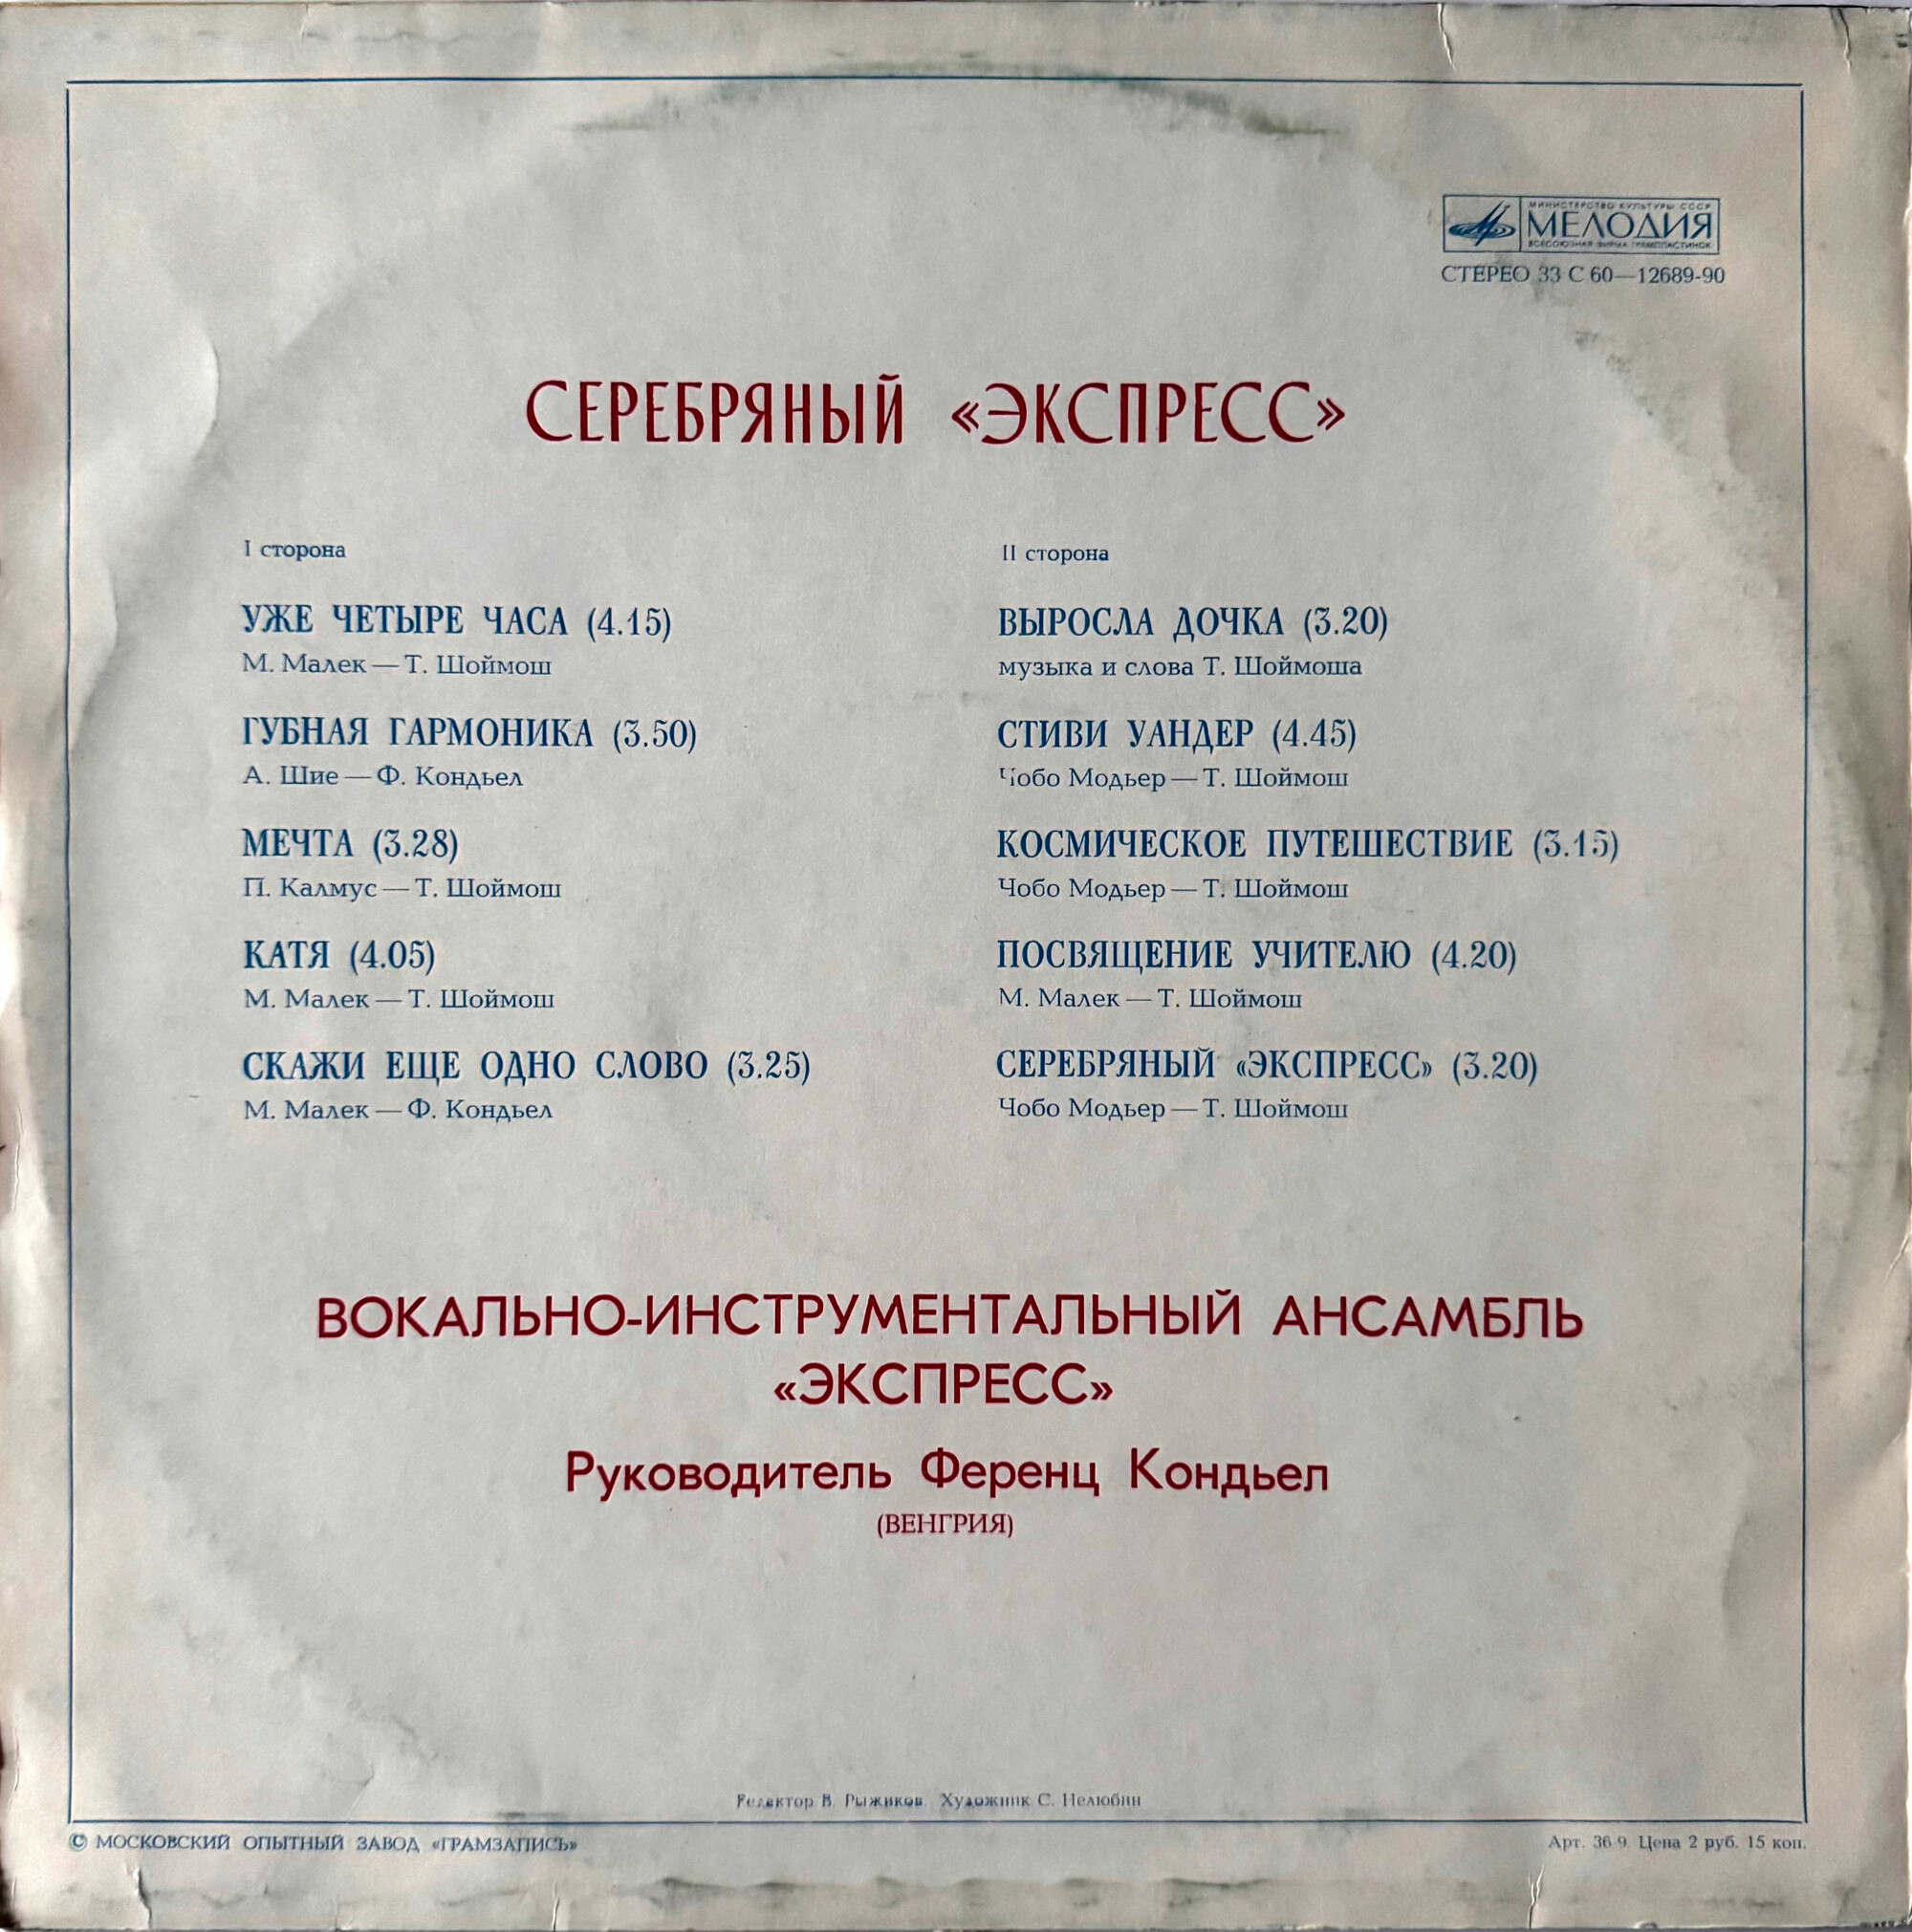 МИНИСТЕРСТВО КУЛЬТУРЫ СССР
МЕЛОДИЯ
ВСЕСОЮЗНАЯ ФИРМА ГРАМПЛАСТИНОК
СТЕРЕО 33 С 60—12689-90
СЕРЕБРЯНЫЙ «ЭКСПРЕСС»
I сторона
УЖЕ ЧЕТЫРЕ ЧАСА (4.15)
М. Малек — Т. Шоймош
ГУБНАЯ ГАРМОНИКА (3.50)
А. Шие — Ф. Кондьел
МЕЧТА (3.28)
П. Калмус — Т. Шоймош
КАТЯ (4.05)
М. Малек — Т. Шоймош
СКАЖИ ЕЩЕ ОДНО СЛОВО (3.25)
М. Малек — Ф. Кондьел
II сторона
ВЫРОСЛА ДОЧКА (3.20)
музыка и слова Т. Шоймоша
СТИВИ УАНДЕР (4.45)
Чобо Модьер — Т. Шоймош
КОСМИЧЕСКОЕ ПУТЕШЕСТВИЕ (3.15)
Чобо Модьер — Т. Шоймош
ПОСВЯЩЕНИЕ УЧИТЕЛЮ (4.20)
М. Малек — Т. Шоймош
СЕРЕБРЯНЫЙ «ЭКСПРЕСС» (3.20)
Чобо Модьер — Т. Шоймош
ВОКАЛЬНО-ИНСТРУМЕНТАЛЬНЫЙ АНСАМБЛЬ
«ЭКСПРЕСС»
Руководитель Ференц Кондьел
(ВЕНГРИЯ)
Редактор В. Рыжиков. Художник С. Нелюбин
© МОСКОВСКИЙ ОПЫТНЫЙ ЗАВОД «ГРАМЗАПИСЬ»
Арт. 36-9. Цена 2 руб. 15 коп.